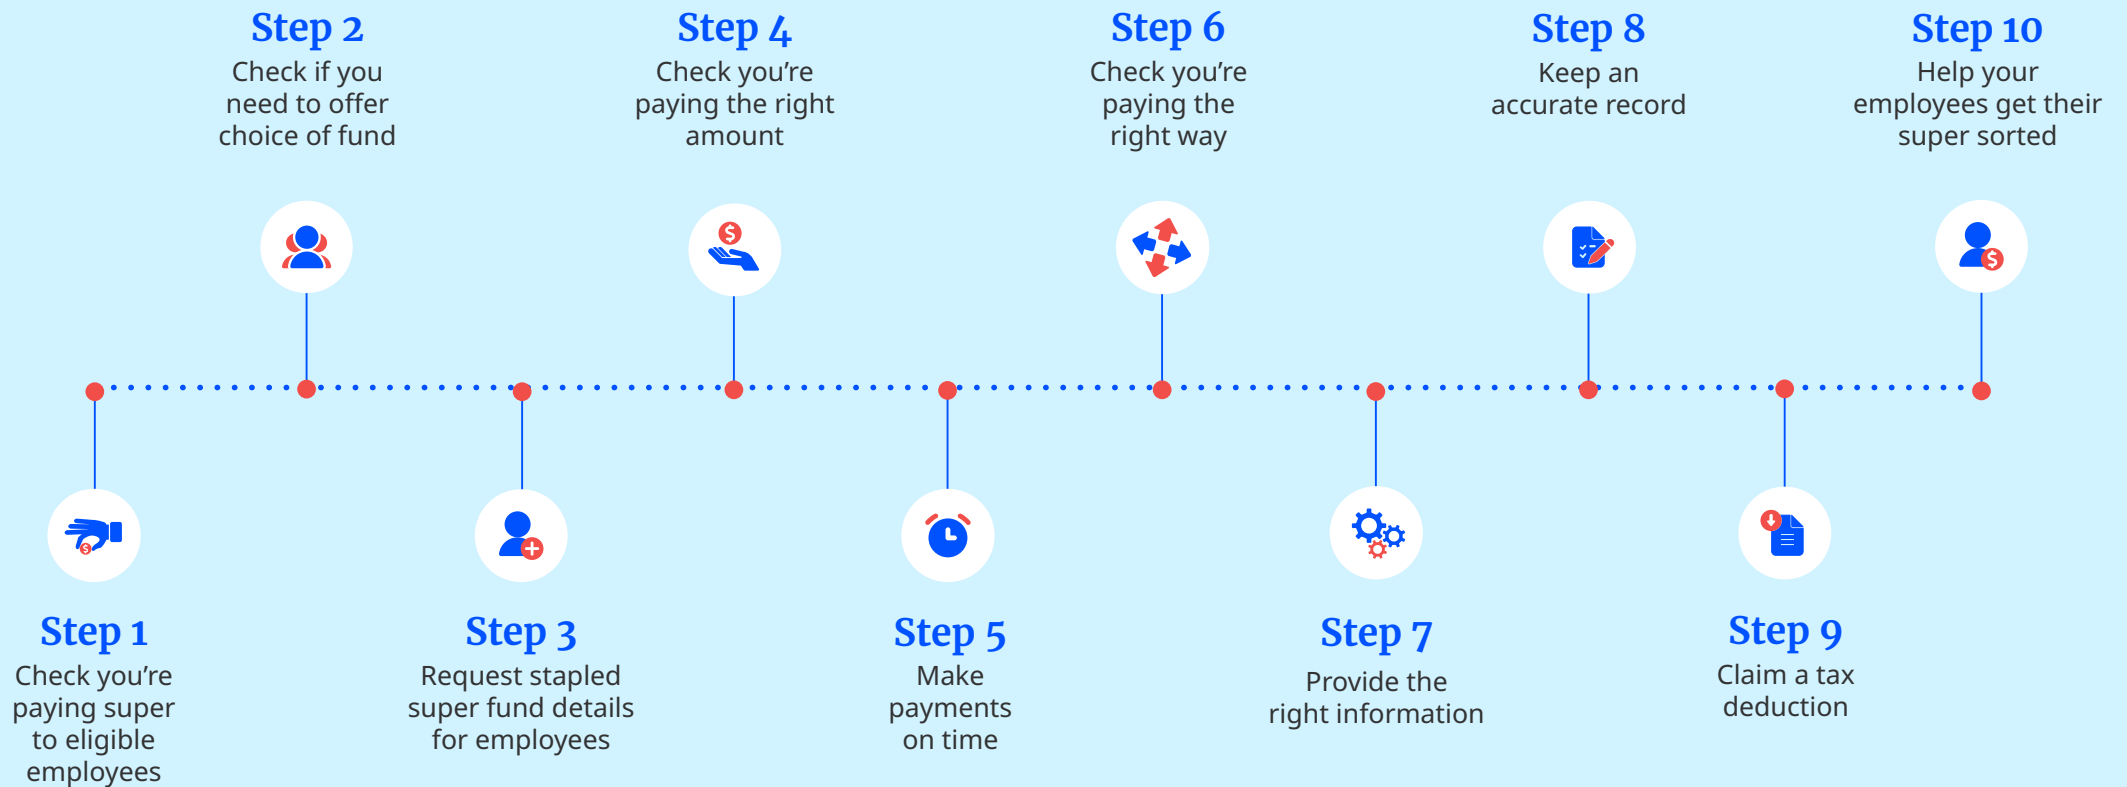 Step 1
Check you’re
paying super
to eligible
employees
Step 2
Check if you
need to offer
choice of fund
Step 3
Request stapled
super fund details
for employees
Step 4
Check you’re
paying the right
amount
Step 5
Make
payments
on time
Step 6
Check you’re
paying the
right way
Step 7
Provide the
right information
Step 8
Keep an
accurate record
Step 9
Claim a tax
deduction
Step 10
Help your
employees get their
super sorted